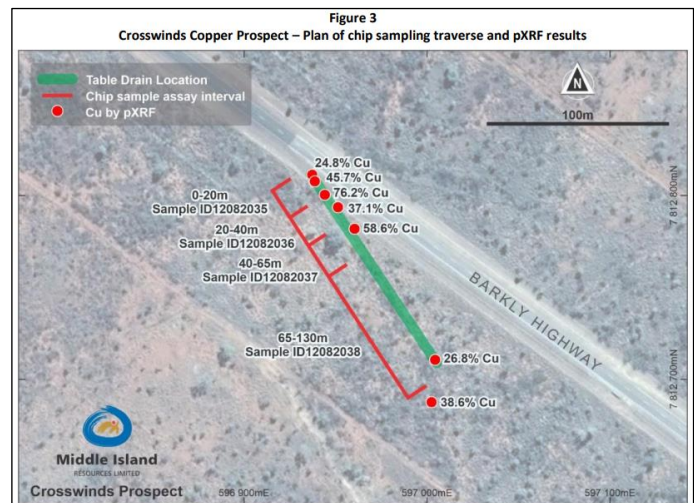 Figure 3
Crosswinds Copper Prospect – Plan of chip sampling traverse and pXRF results
Table Drain Location
Chip sample assay interval
Cu by pXRF
N
100m
24.8% Cu
45.7% Cu
76.2% Cu
37.1% Cu
58.6% Cu
0-20m
Sample ID12082035
20-40m
Sample ID12082036
40-65m
Sample ID12082037
65-130m
Sample ID12082038
26.8% Cu
38.6% Cu
BARKLY HIGHWAY
7 812 800mN
7 812 700mN
Middle Island
RESOURCES LIMITED
Crosswinds Prospect
596 900mE
597 000mE
597 100mE